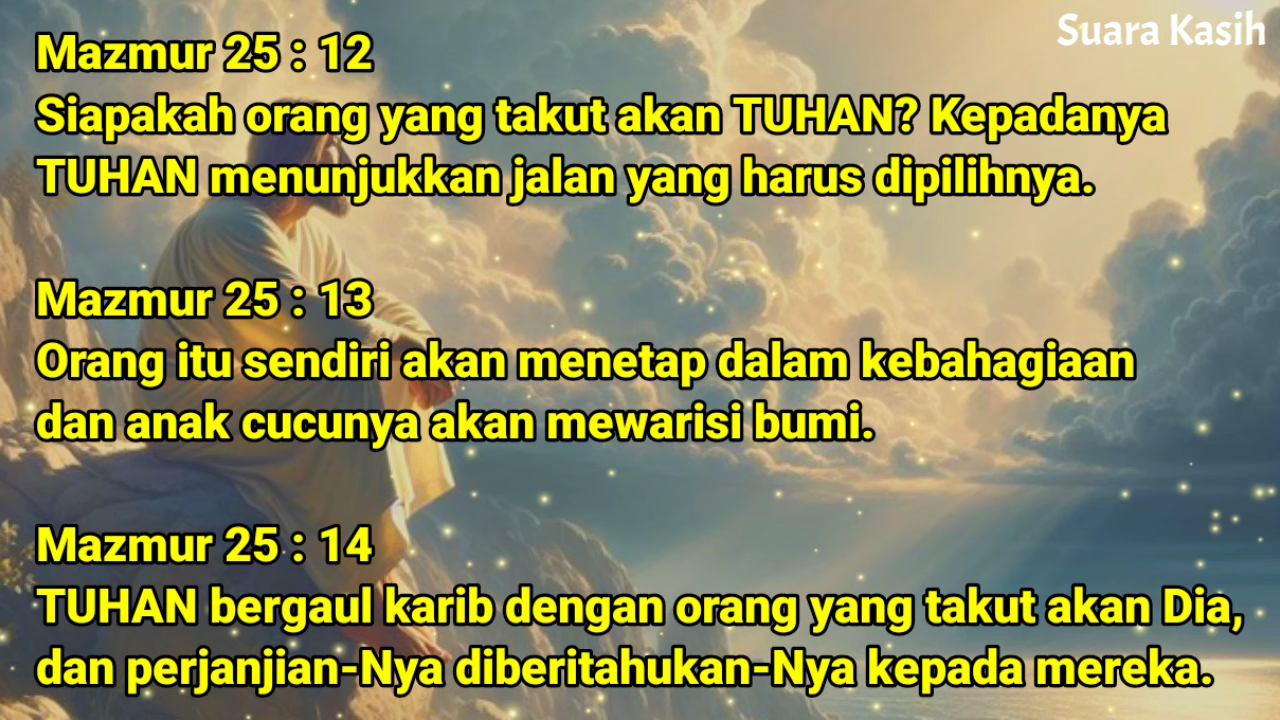 Suara Kasih
Mazmur 25 : 12
Siapakah orang yang takut akan TUHAN? Kepadanya
TUHAN menunjukkan jalan yang harus dipilihnya.
Mazmur 25 : 13
Orang itu sendiri akan menetap dalam kebahagiaan
dan anak cucunya akan mewarisi bumi.
Mazmur 25 : 14
TUHAN bergaul karib dengan orang yang takut akan Dia,
dan perjanjian-Nya diberitahukan-Nya kepada mereka.